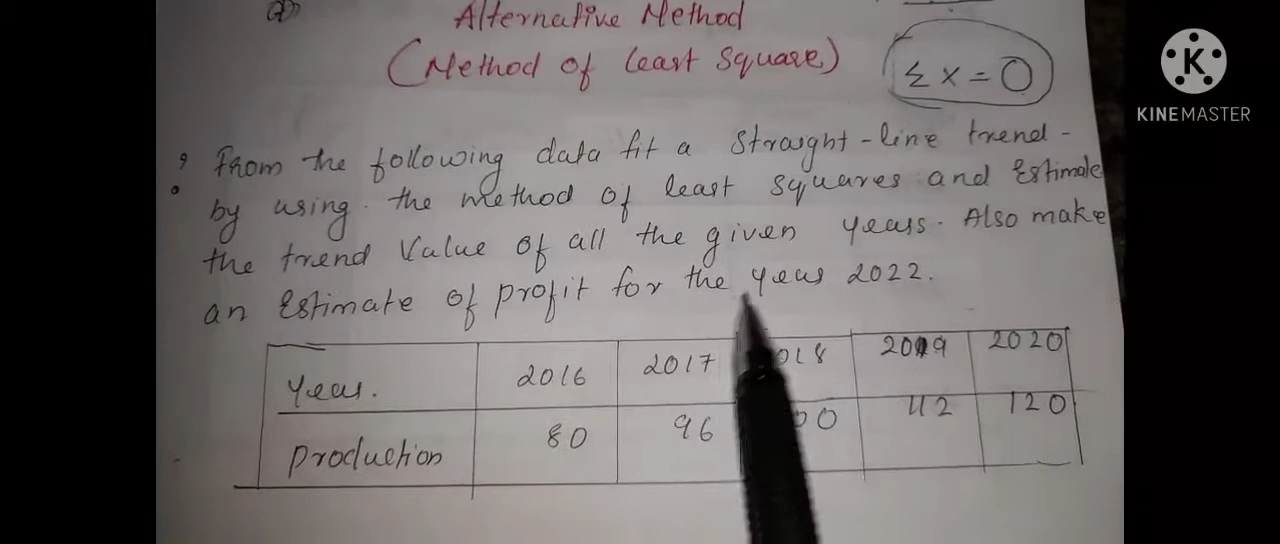 Alternative Method
(Method of Least Square)
Σx = 0
K
KINEMASTER
From the following data fit a straight-line trend-
by using the method of least squares and Estimate
the trend Value of all the given years. Also make
an Estimate of profit for the year 2022.
Year. 2016 2017 2019 2020
Production 80 96 112 120